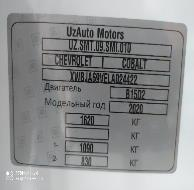 UzAuto Motors
UZ.SMT.09.SMI.010
CHEVROLET COBALT
XWBJA69VELA024422
Двигатель B15D2
Модельный год 2020
1620 КГ
КГ
1- 1090 КГ
2- 830 КГ